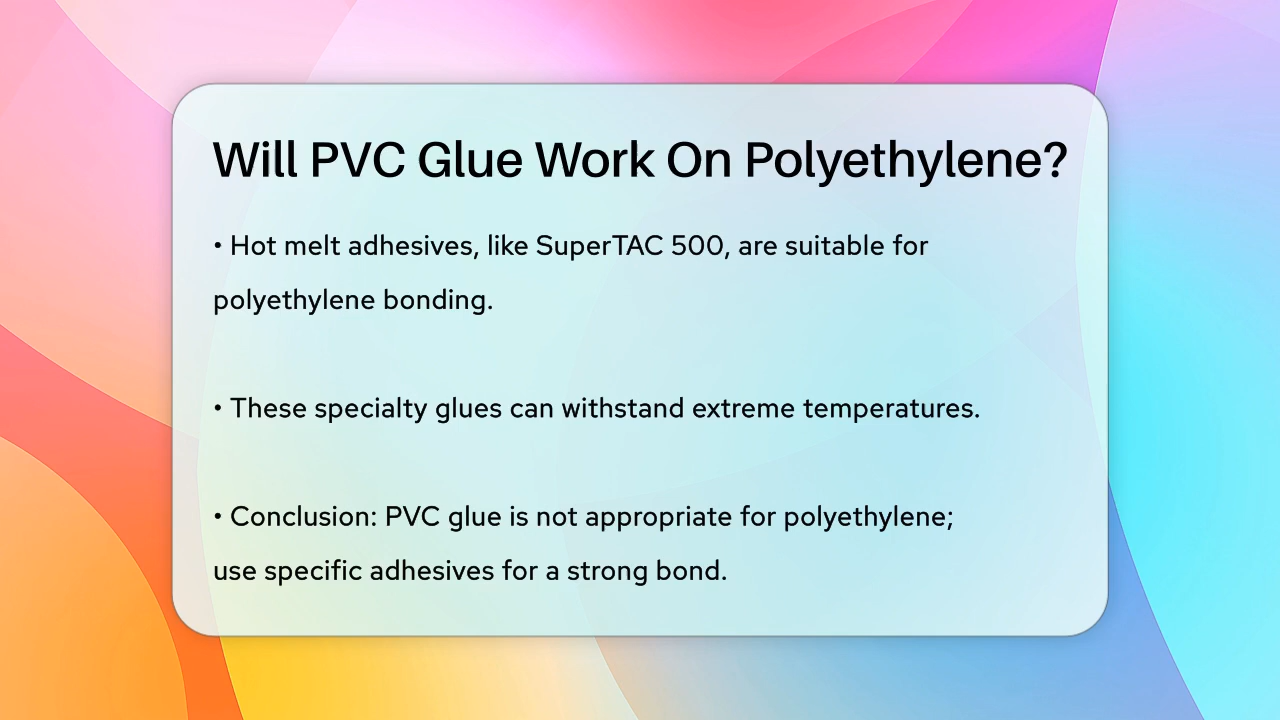 Will PVC Glue Work On Polyethylene?
• Hot melt adhesives, like SuperTAC 500, are suitable for
polyethylene bonding.
• These specialty glues can withstand extreme temperatures.
• Conclusion: PVC glue is not appropriate for polyethylene;
use specific adhesives for a strong bond.